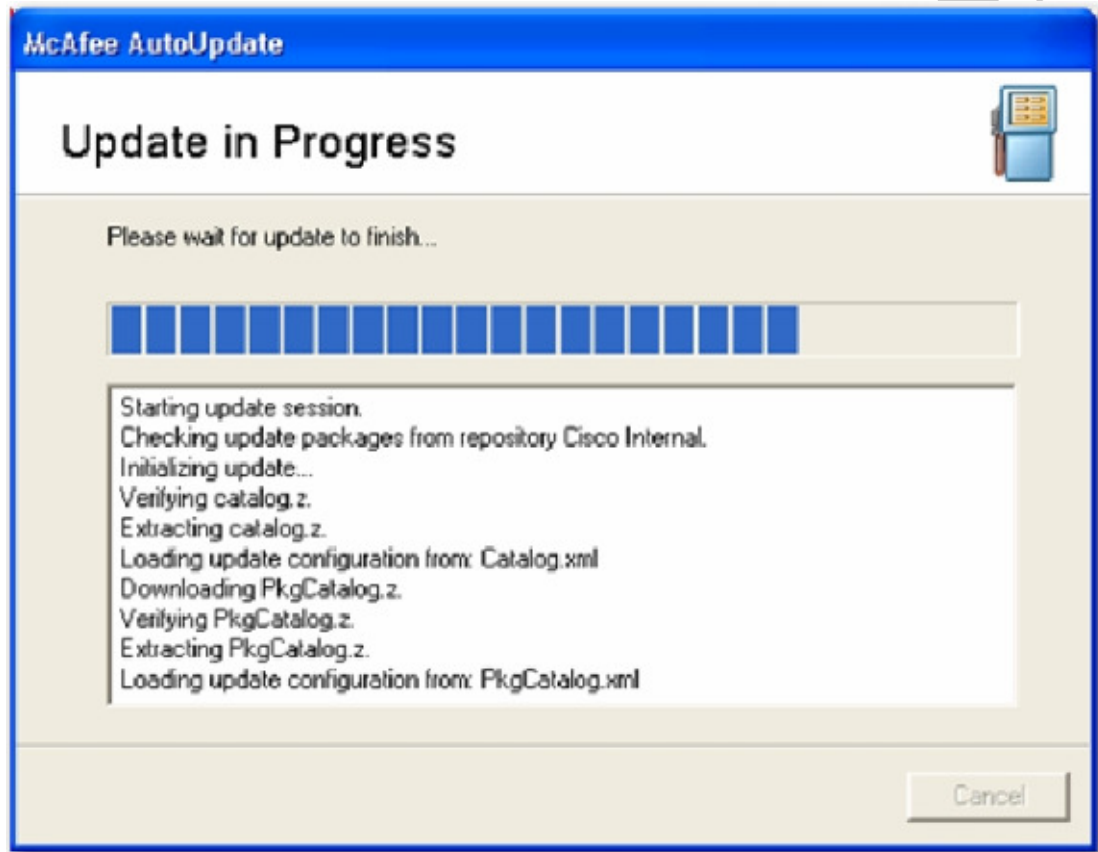 McAfee AutoUpdate
Update in Progress
Please wait for update to finish...
Starting update session.
Checking update packages from repository Cisco Internal.
Initializing update...
Verifying catalog.z.
Extracting catalog.z.
Loading update configuration from: Catalog.xml
Downloading PkgCatalog.z.
Verifying PkgCatalog.z.
Extracting PkgCatalog.z.
Loading update configuration from: PkgCatalog.xml
Cancel